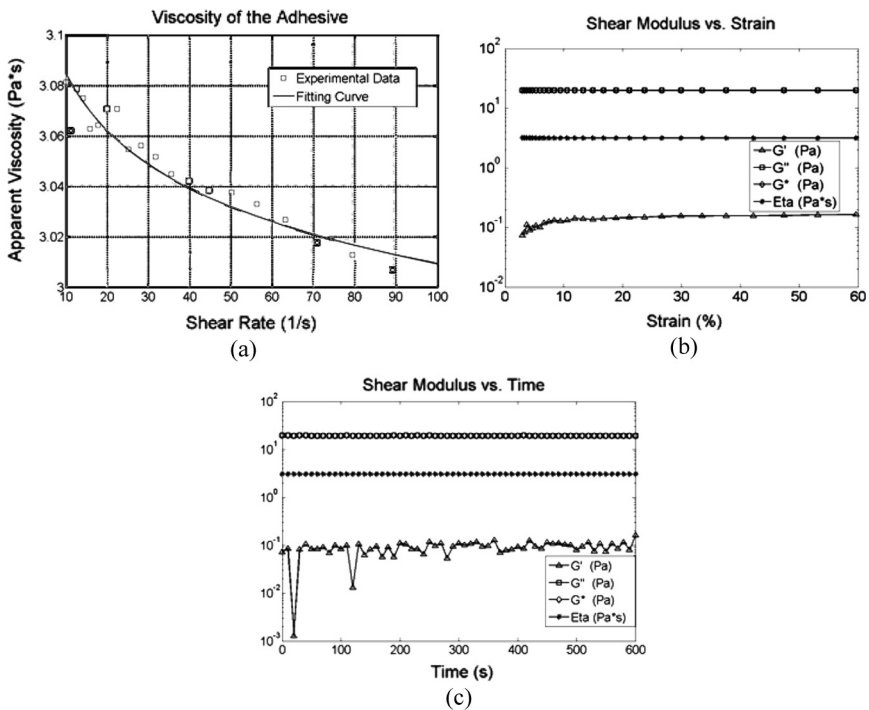 Viscosity of the Adhesive
3.1
3.08
3.06
3.04
3.02
3
Apparent Viscosity (Pa*s)
Experimental Data
Fitting Curve
10 20 30 40 50 60 70 80 90 100
Shear Rate (1/s)
(a)
Shear Modulus vs. Strain
10^2
10^1
10^0
10^-1
10^-2
G' (Pa)
G" (Pa)
G* (Pa)
Eta (Pa*s)
0 10 20 30 40 50 60
Strain (%)
(b)
Shear Modulus vs. Time
10^2
10^1
10^0
10^-1
10^-2
10^-3
G' (Pa)
G" (Pa)
G* (Pa)
Eta (Pa*s)
0 100 200 300 400 500 600
Time (s)
(c)